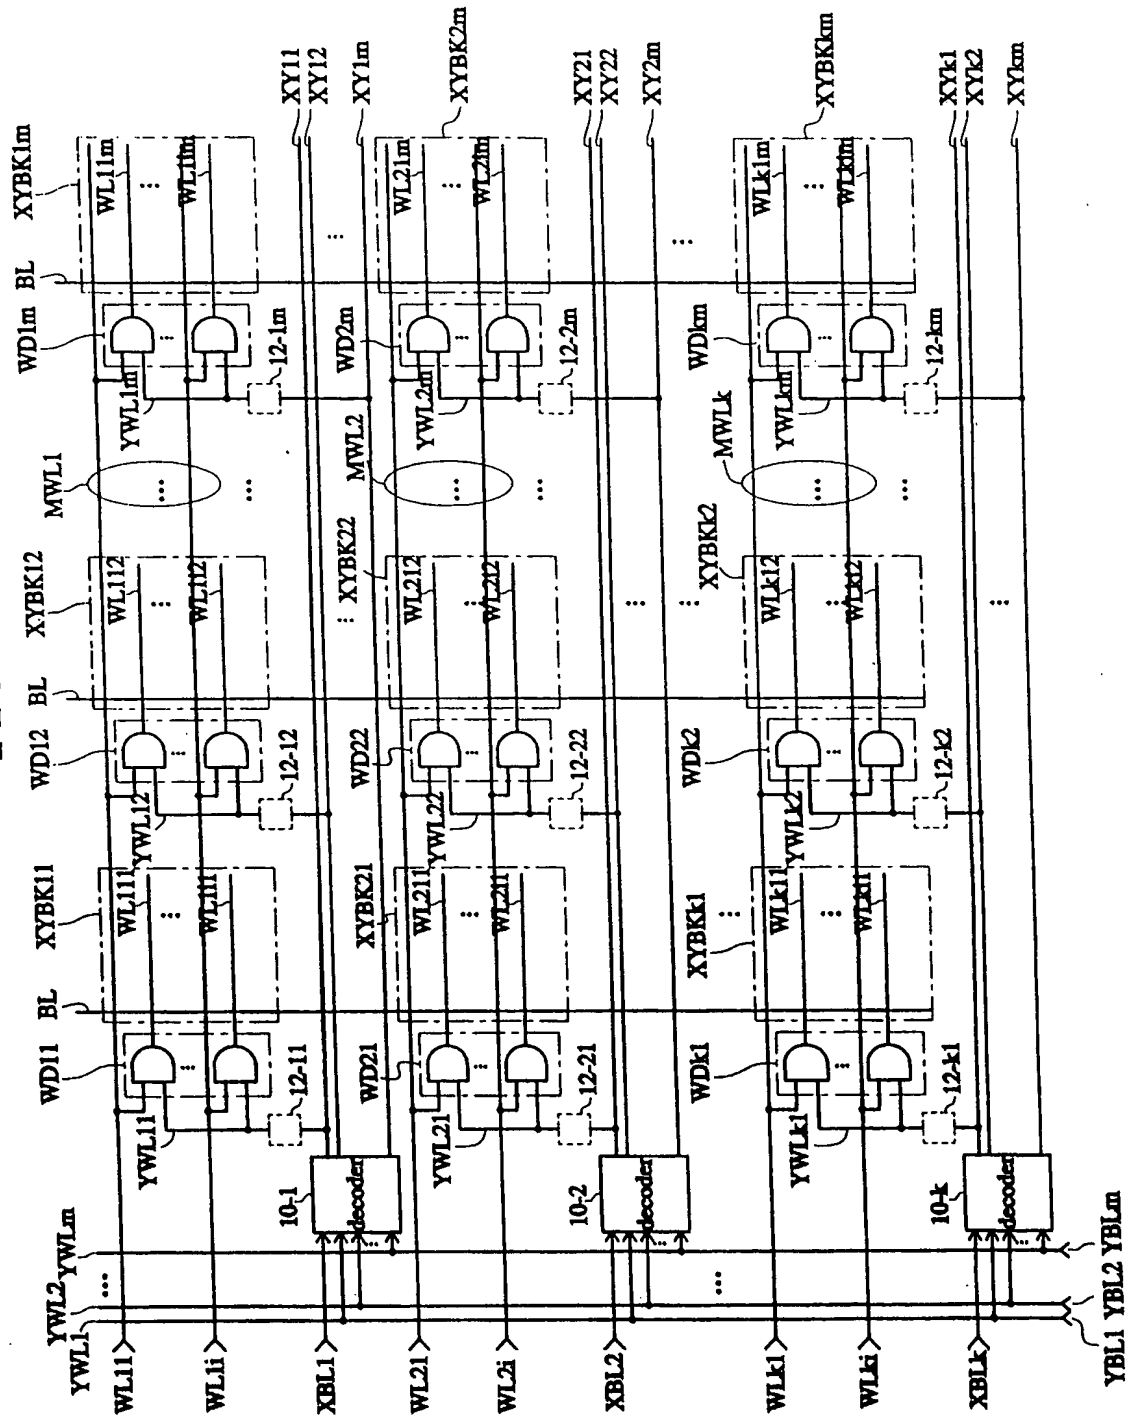 XYBK1m
BL
WD1m
MWL1
XYBK12
BL
WD12
XYBK11
BL
WD11
YWLm
YWL2
YWL1
WL11m
...
WL1im
YWL1m
12-1m
...
...
WL112
...
WL1i2
YWL12
12-12
WL111
...
WL1i1
YWL11
12-11
10-1
decoder
...
WL11
WL1i
XBL1
XY11
XY12
XY1m
...
XYBK2m
WL21m
...
WL2im
WD2m
YWL2m
12-2m
MWL2
...
...
XYBK22
WL212
...
WL2i2
WD22
YWL22
12-22
XYBK21
WL211
...
WL2i1
WD21
YWL21
12-21
10-2
decoder
...
WL21
WL2i
XBL2
XY21
XY22
XY2m
...
XYBKkm
WLk1m
...
WLkim
WDkm
YWLkm
12-km
MWLk
...
...
XYBKk2
WLk12
...
WLki2
WDk2
YWLk2
12-k2
XYBKk1
WLk11
...
WLki1
WDk1
YWLk1
12-k1
10-k
decoder
...
WLk1
WLki
XBLk
XYk1
XYk2
XYkm
YBL1
YBL2
YBLm